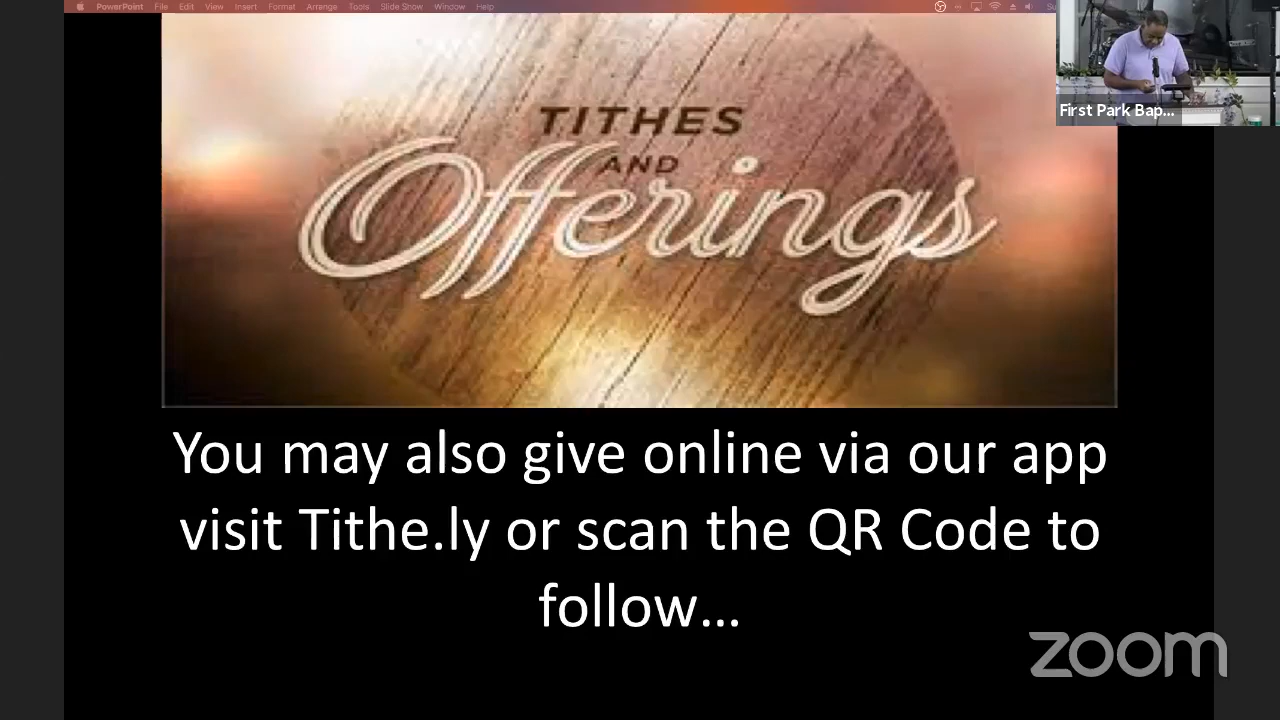 PowerPoint File Edit View Insert Format Arrange Tools Slide Show Window Help
First Park Bap...
TITHES
AND
Offerings
You may also give online via our app
visit Tithe.ly or scan the QR Code to
follow...
zoom